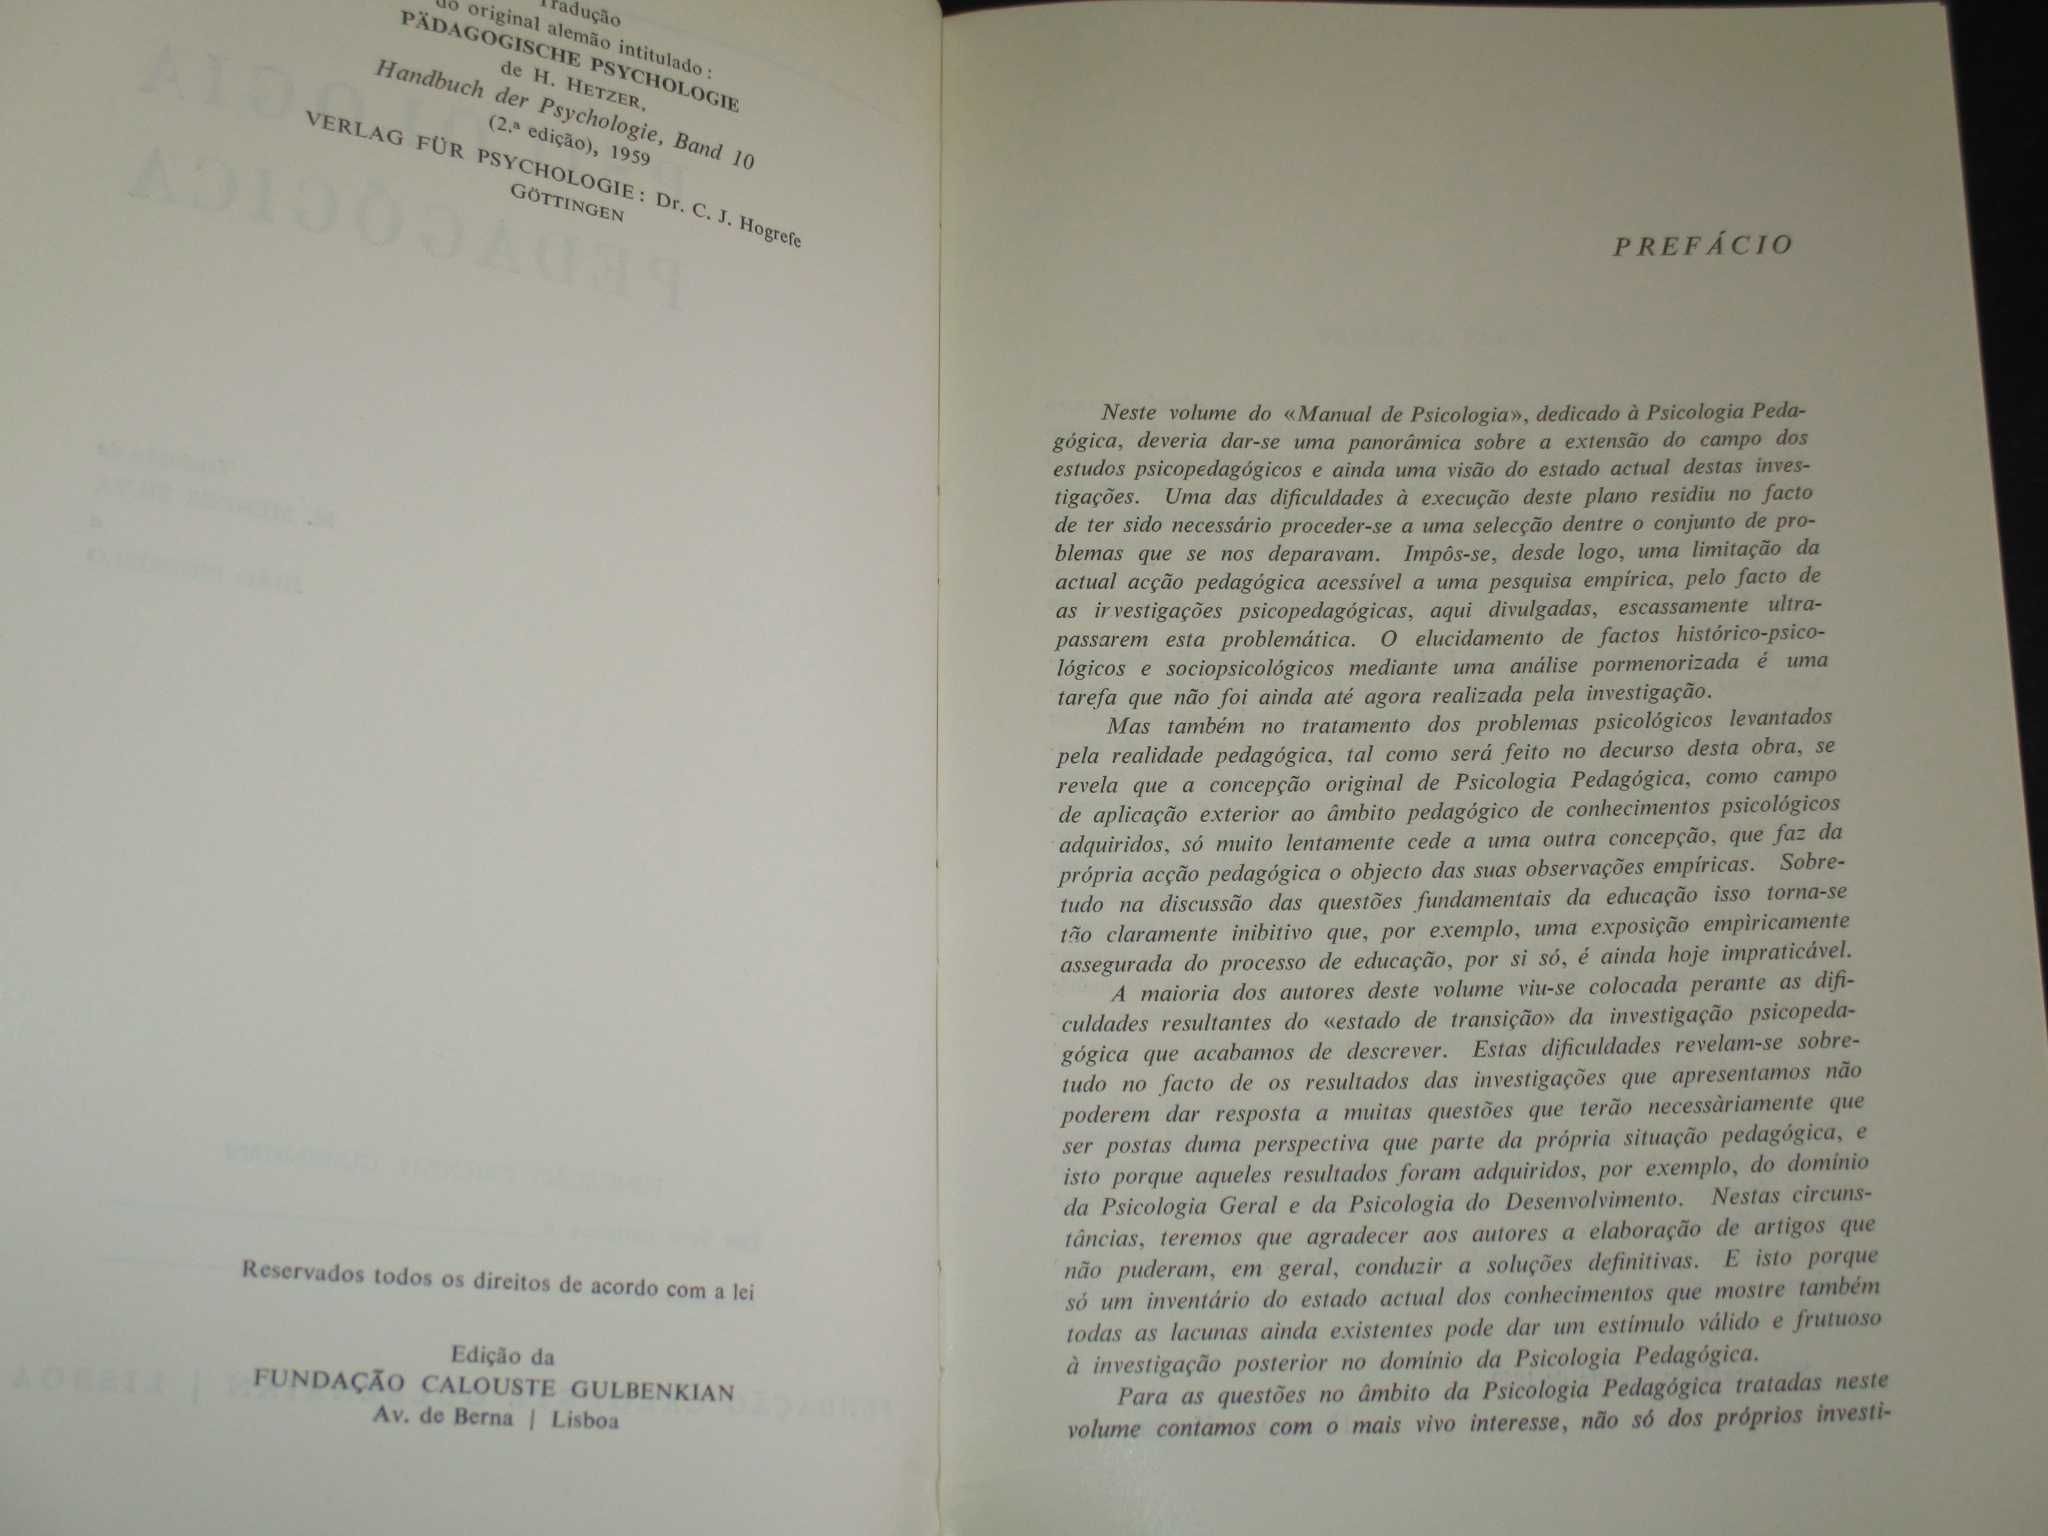 Tradução
do original alemão intitulado:
PÄDAGOGISCHE PSYCHOLOGIE
de H. HETZER,
Handbuch der Psychologie, Band 10
(2.ª edição), 1959
VERLAG FÜR PSYCHOLOGIE: Dr. C. J. Hogrefe
GÖTTINGEN
Reservados todos os direitos de acordo com a lei
Edição da
FUNDAÇÃO CALOUSTE GULBENKIAN
Av. de Berna | Lisboa
PREFÁCIO
Neste volume do «Manual de Psicologia», dedicado à Psicologia Peda-
gógica, deveria dar-se uma panorâmica sobre a extensão do campo dos
estudos psicopedagógicos e ainda uma visão do estado actual destas inves-
tigações. Uma das dificuldades à execução deste plano residiu no facto
de ter sido necessário proceder-se a uma selecção dentre o conjunto de pro-
blemas que se nos deparavam. Impôs-se, desde logo, uma limitação da
actual acção pedagógica acessível a uma pesquisa empírica, pelo facto de
as investigações psicopedagógicas, aqui divulgadas, escassamente ultra-
passarem esta problemática. O elucidamento de factos histórico-psico-
lógicos e sociopsicológicos mediante uma análise pormenorizada é uma
tarefa que não foi ainda até agora realizada pela investigação.
Mas também no tratamento dos problemas psicológicos levantados
pela realidade pedagógica, tal como será feito no decurso desta obra, se
revela que a concepção original de Psicologia Pedagógica, como campo
de aplicação exterior ao âmbito pedagógico de conhecimentos psicológicos
adquiridos, só muito lentamente cede a uma outra concepção, que faz da
própria acção pedagógica o objecto das suas observações empíricas. Sobre-
tudo na discussão das questões fundamentais da educação isso torna-se
tão claramente inibitivo que, por exemplo, uma exposição empìricamente
assegurada do processo de educação, por si só, é ainda hoje impraticável.
A maioria dos autores deste volume viu-se colocada perante as difi-
culdades resultantes do «estado de transição» da investigação psicopeda-
gógica que acabamos de descrever. Estas dificuldades revelam-se sobre-
tudo no facto de os resultados das investigações que apresentamos não
poderem dar resposta a muitas questões que terão necessàriamente que
ser postas duma perspectiva que parte da própria situação pedagógica, e
isto porque aqueles resultados foram adquiridos, por exemplo, do domínio
da Psicologia Geral e da Psicologia do Desenvolvimento. Nestas circuns-
tâncias, teremos que agradecer aos autores a elaboração de artigos que
não puderam, em geral, conduzir a soluções definitivas. E isto porque
só um inventário do estado actual dos conhecimentos que mostre também
todas as lacunas ainda existentes pode dar um estímulo válido e frutuoso
à investigação posterior no domínio da Psicologia Pedagógica.
Para as questões no âmbito da Psicologia Pedagógica tratadas neste
volume contamos com o mais vivo interesse, não só dos próprios investi-